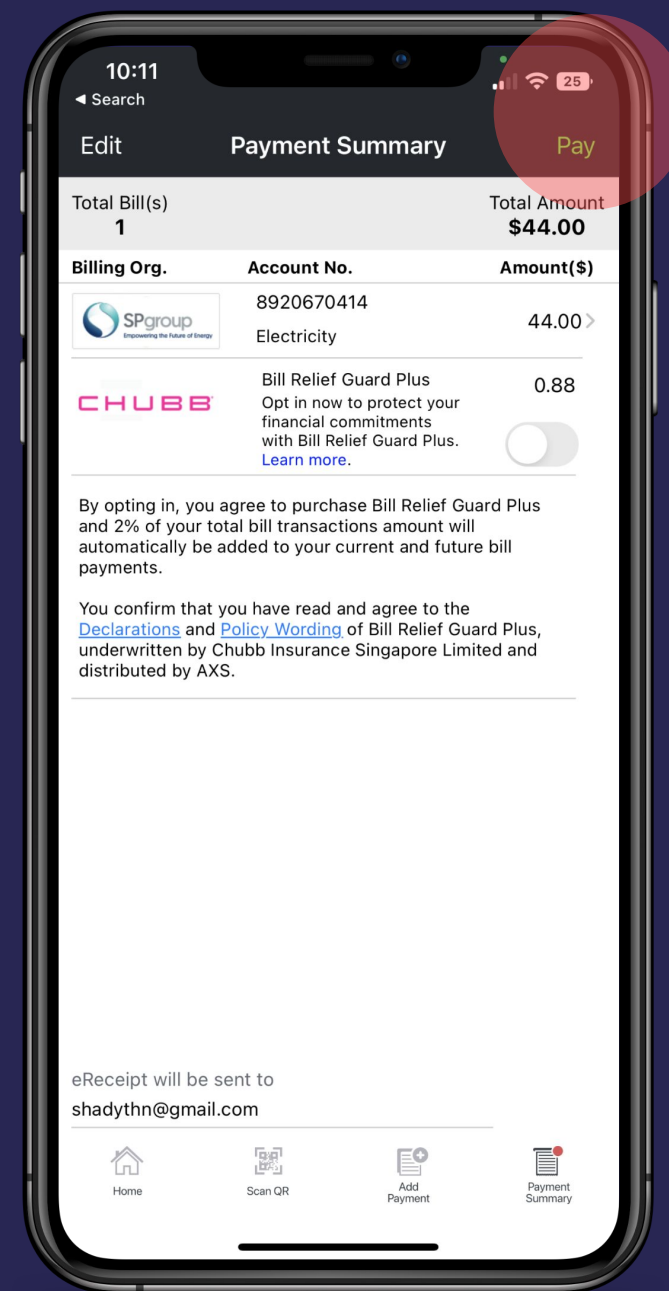 10:11
25
◀ Search
Edit
Payment Summary
Pay
Total Bill(s)
Total Amount
1
$44.00
Billing Org.
Account No.
Amount($)
SPgroup
Empowering the Future of Energy
8920670414
Electricity
44.00
CHUBB
Bill Relief Guard Plus
Opt in now to protect your
financial commitments
with Bill Relief Guard Plus.
Learn more.
0.88
By opting in, you agree to purchase Bill Relief Guard Plus
and 2% of your total bill transactions amount will
automatically be added to your current and future bill
payments.
You confirm that you have read and agree to the
Declarations and Policy Wording of Bill Relief Guard Plus,
underwritten by Chubb Insurance Singapore Limited and
distributed by AXS.
eReceipt will be sent to
shadythn@gmail.com
Home
Scan QR
Add
Payment
Payment
Summary